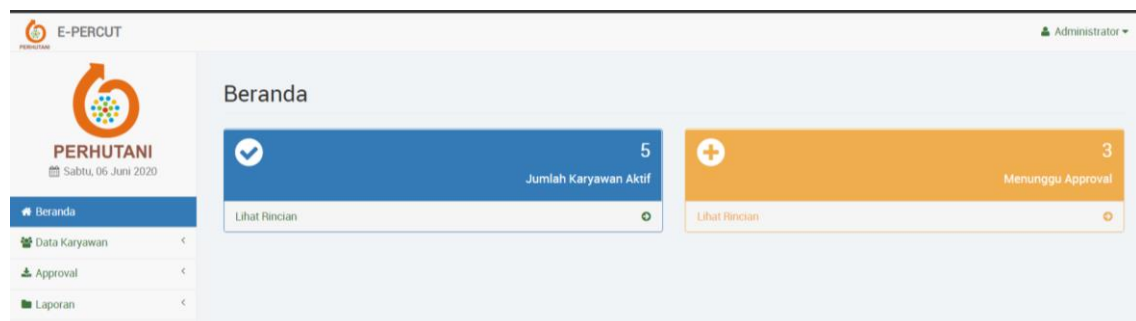 PERHUTANI
E-PERCUT
Administrator
PERHUTANI
Sabtu, 06 Juni 2020
Beranda
Data Karyawan
Approval
Laporan
Beranda
5
Jumlah Karyawan Aktif
Lihat Rincian
3
Menunggu Approval
Lihat Rincian